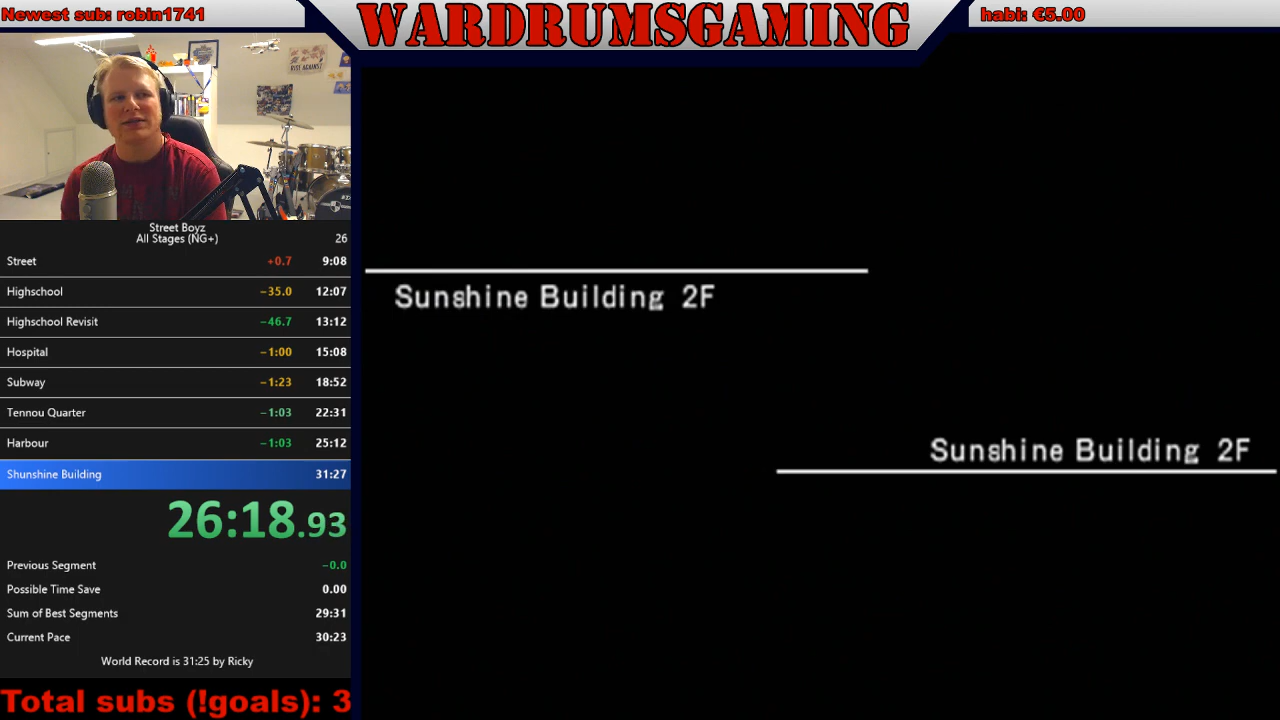 Newest sub: robin1741
WARDRUMSGAMING
habi: €5.00
RISE AGAINST
Street Boyz
All Stages (NG+) 26
Street +0.7 9:08
Highschool −35.0 12:07
Highschool Revisit −46.7 13:12
Hospital −1:00 15:08
Subway −1:23 18:52
Tennou Quarter −1:03 22:31
Harbour −1:03 25:12
Shunshine Building 31:27
26:18.93
Previous Segment −0.0
Possible Time Save 0.00
Sum of Best Segments 29:31
Current Pace 30:23
World Record is 31:25 by Ricky
Total subs (!goals): 3
Sunshine Building 2F
Sunshine Building 2F